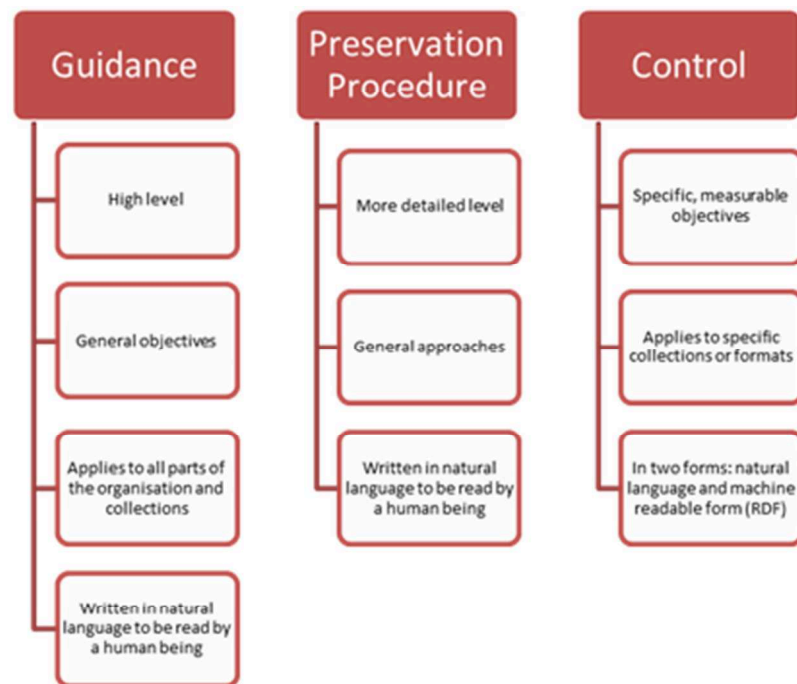 Guidance
High level
General objectives
Applies to all parts of
the organisation and
collections
Written in natural
language to be read by
a human being
Preservation
Procedure
More detailed level
General approaches
Written in natural
language to be read by
a human being
Control
Specific, measurable
objectives
Applies to specific
collections or formats
In two forms: natural
language and machine
readable form (RDF)